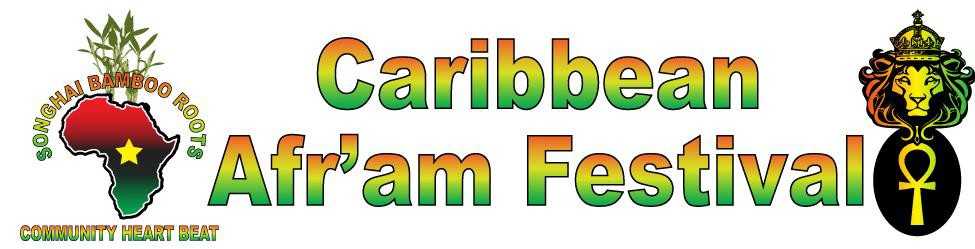 SONGHAI BAMBOO ROOTS
COMMUNITY HEART BEAT
Caribbean
Afr'am Festival